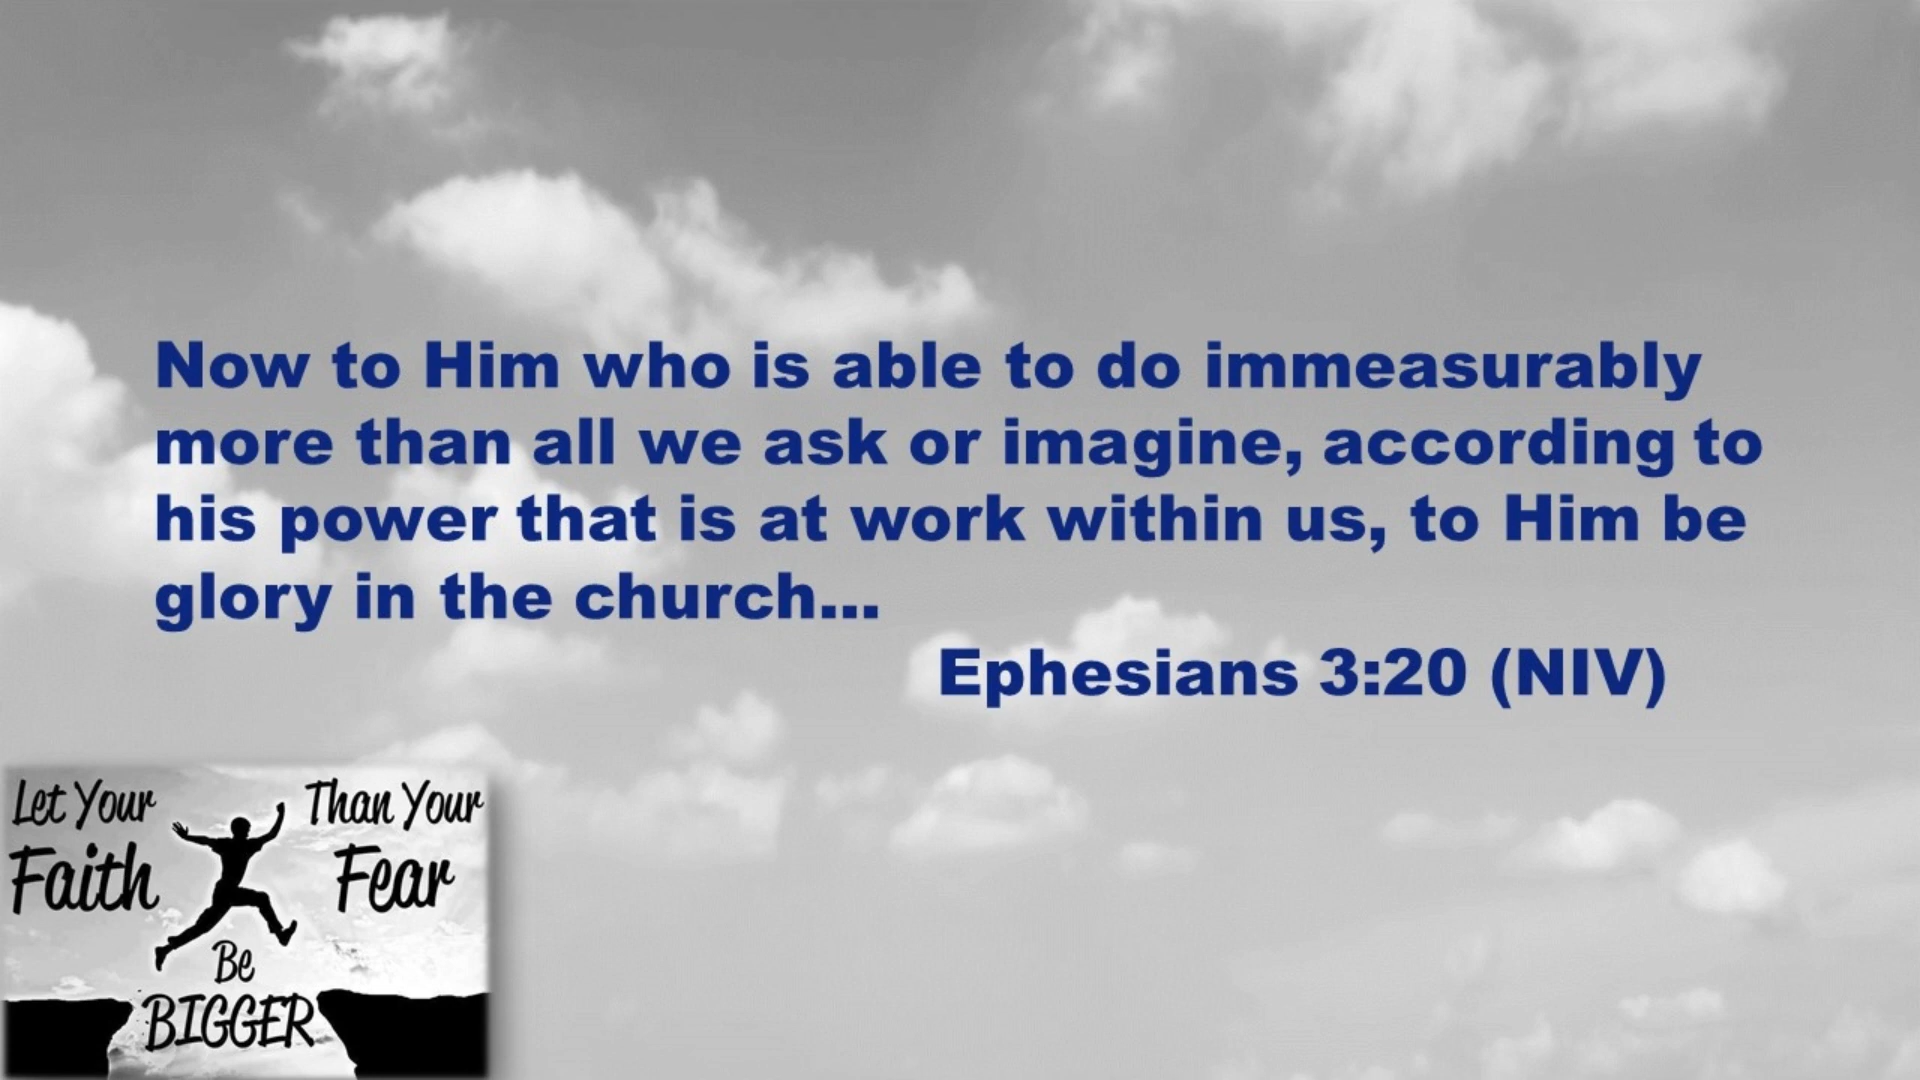 Now to Him who is able to do immeasurably
more than all we ask or imagine, according to
his power that is at work within us, to Him be
glory in the church...
Ephesians 3:20 (NIV)
Let Your
Faith
Be
BIGGER
Than Your
Fear